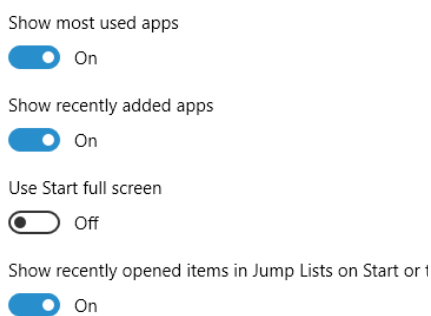 Show most used apps
On
Show recently added apps
On
Use Start full screen
Off
Show recently opened items in Jump Lists on Start or
On